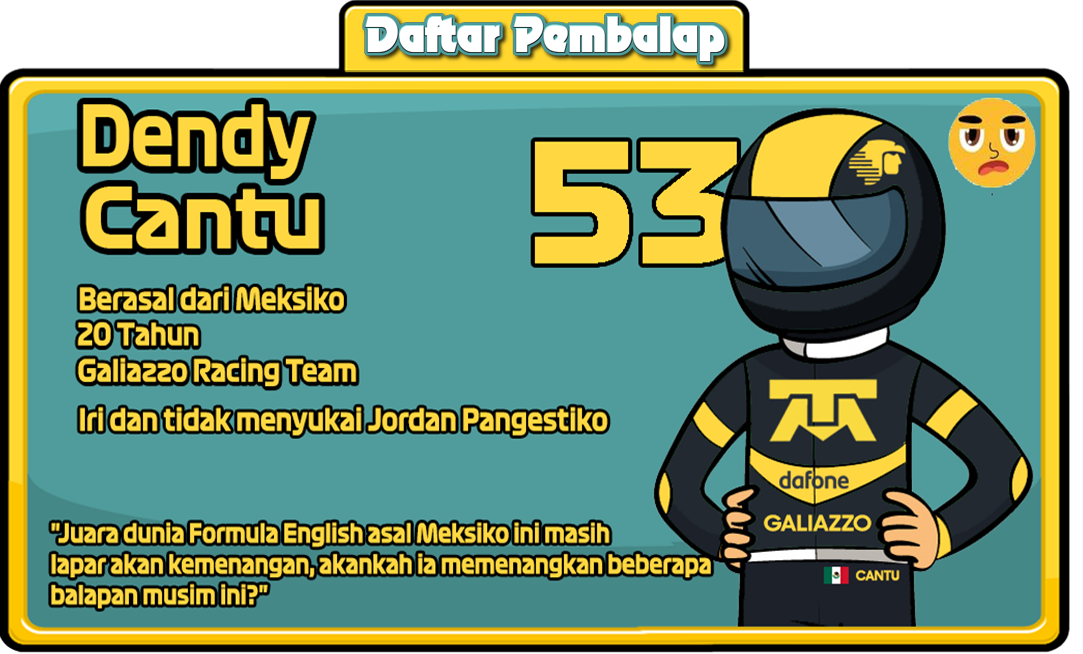 Daftar Pembalap
Dendy
Cantu
53
Berasal dari Meksiko
20 Tahun
Galiazzo Racing Team
Iri dan tidak menyukai Jordan Pangestiko
"Juara dunia Formula English asal Meksiko ini masih
lapar akan kemenangan, akankah ia memenangkan beberapa
balapan musim ini?"
dafone
GALIAZZO
CANTU